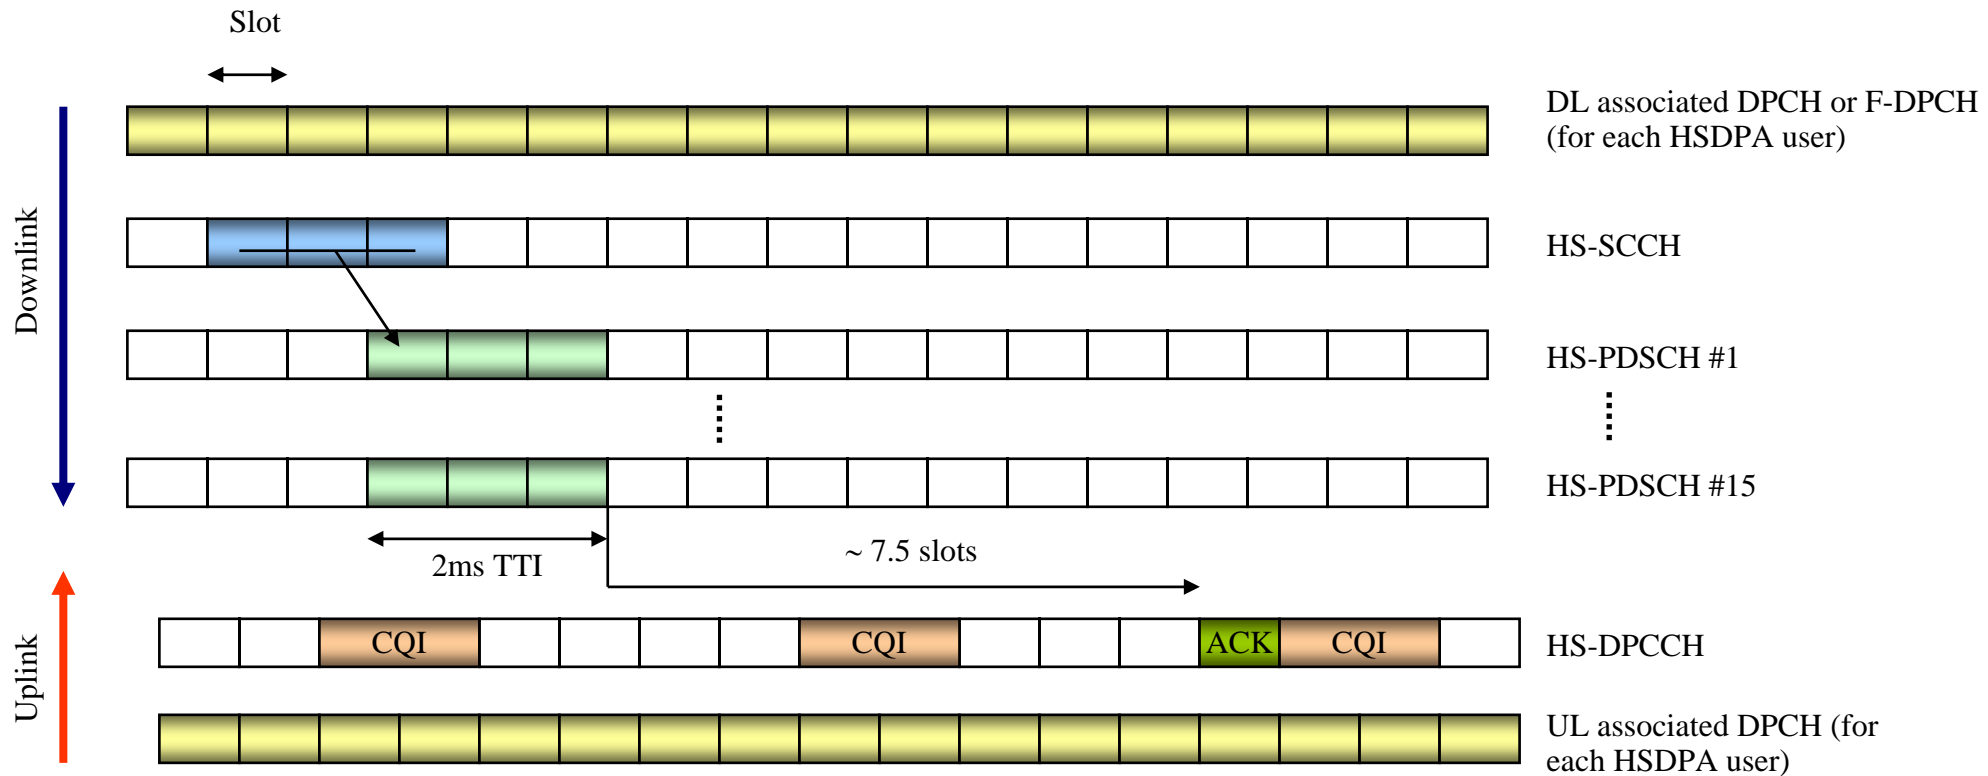 Slot
DL associated DPCH or F-DPCH
(for each HSDPA user)
Downlink
HS-SCCH
HS-PDSCH #1
HS-PDSCH #15
2ms TTI
~ 7.5 slots
Uplink
CQI
CQI
ACK
CQI
HS-DPCCH
UL associated DPCH (for
each HSDPA user)